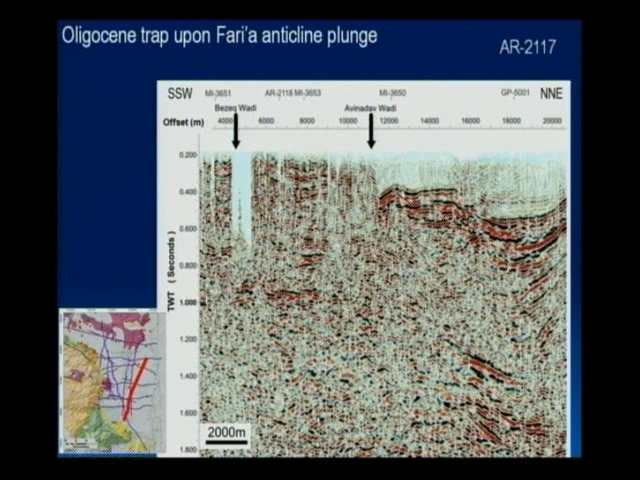 Oligocene trap upon Fari'a anticline plunge
AR-2117
SSW MI-3651 AR-2118 MI-3653 MI-3650 GP-5001 NNE
Bezeq Wadi Avinadav Wadi
Offset (m) 4000 6000 8000 10000 12000 14000 16000 18000 20000
0.200
0.400
0.600
0.800
1.000
1.200
1.400
1.600
1.800
TWT ( Seconds )
2000m